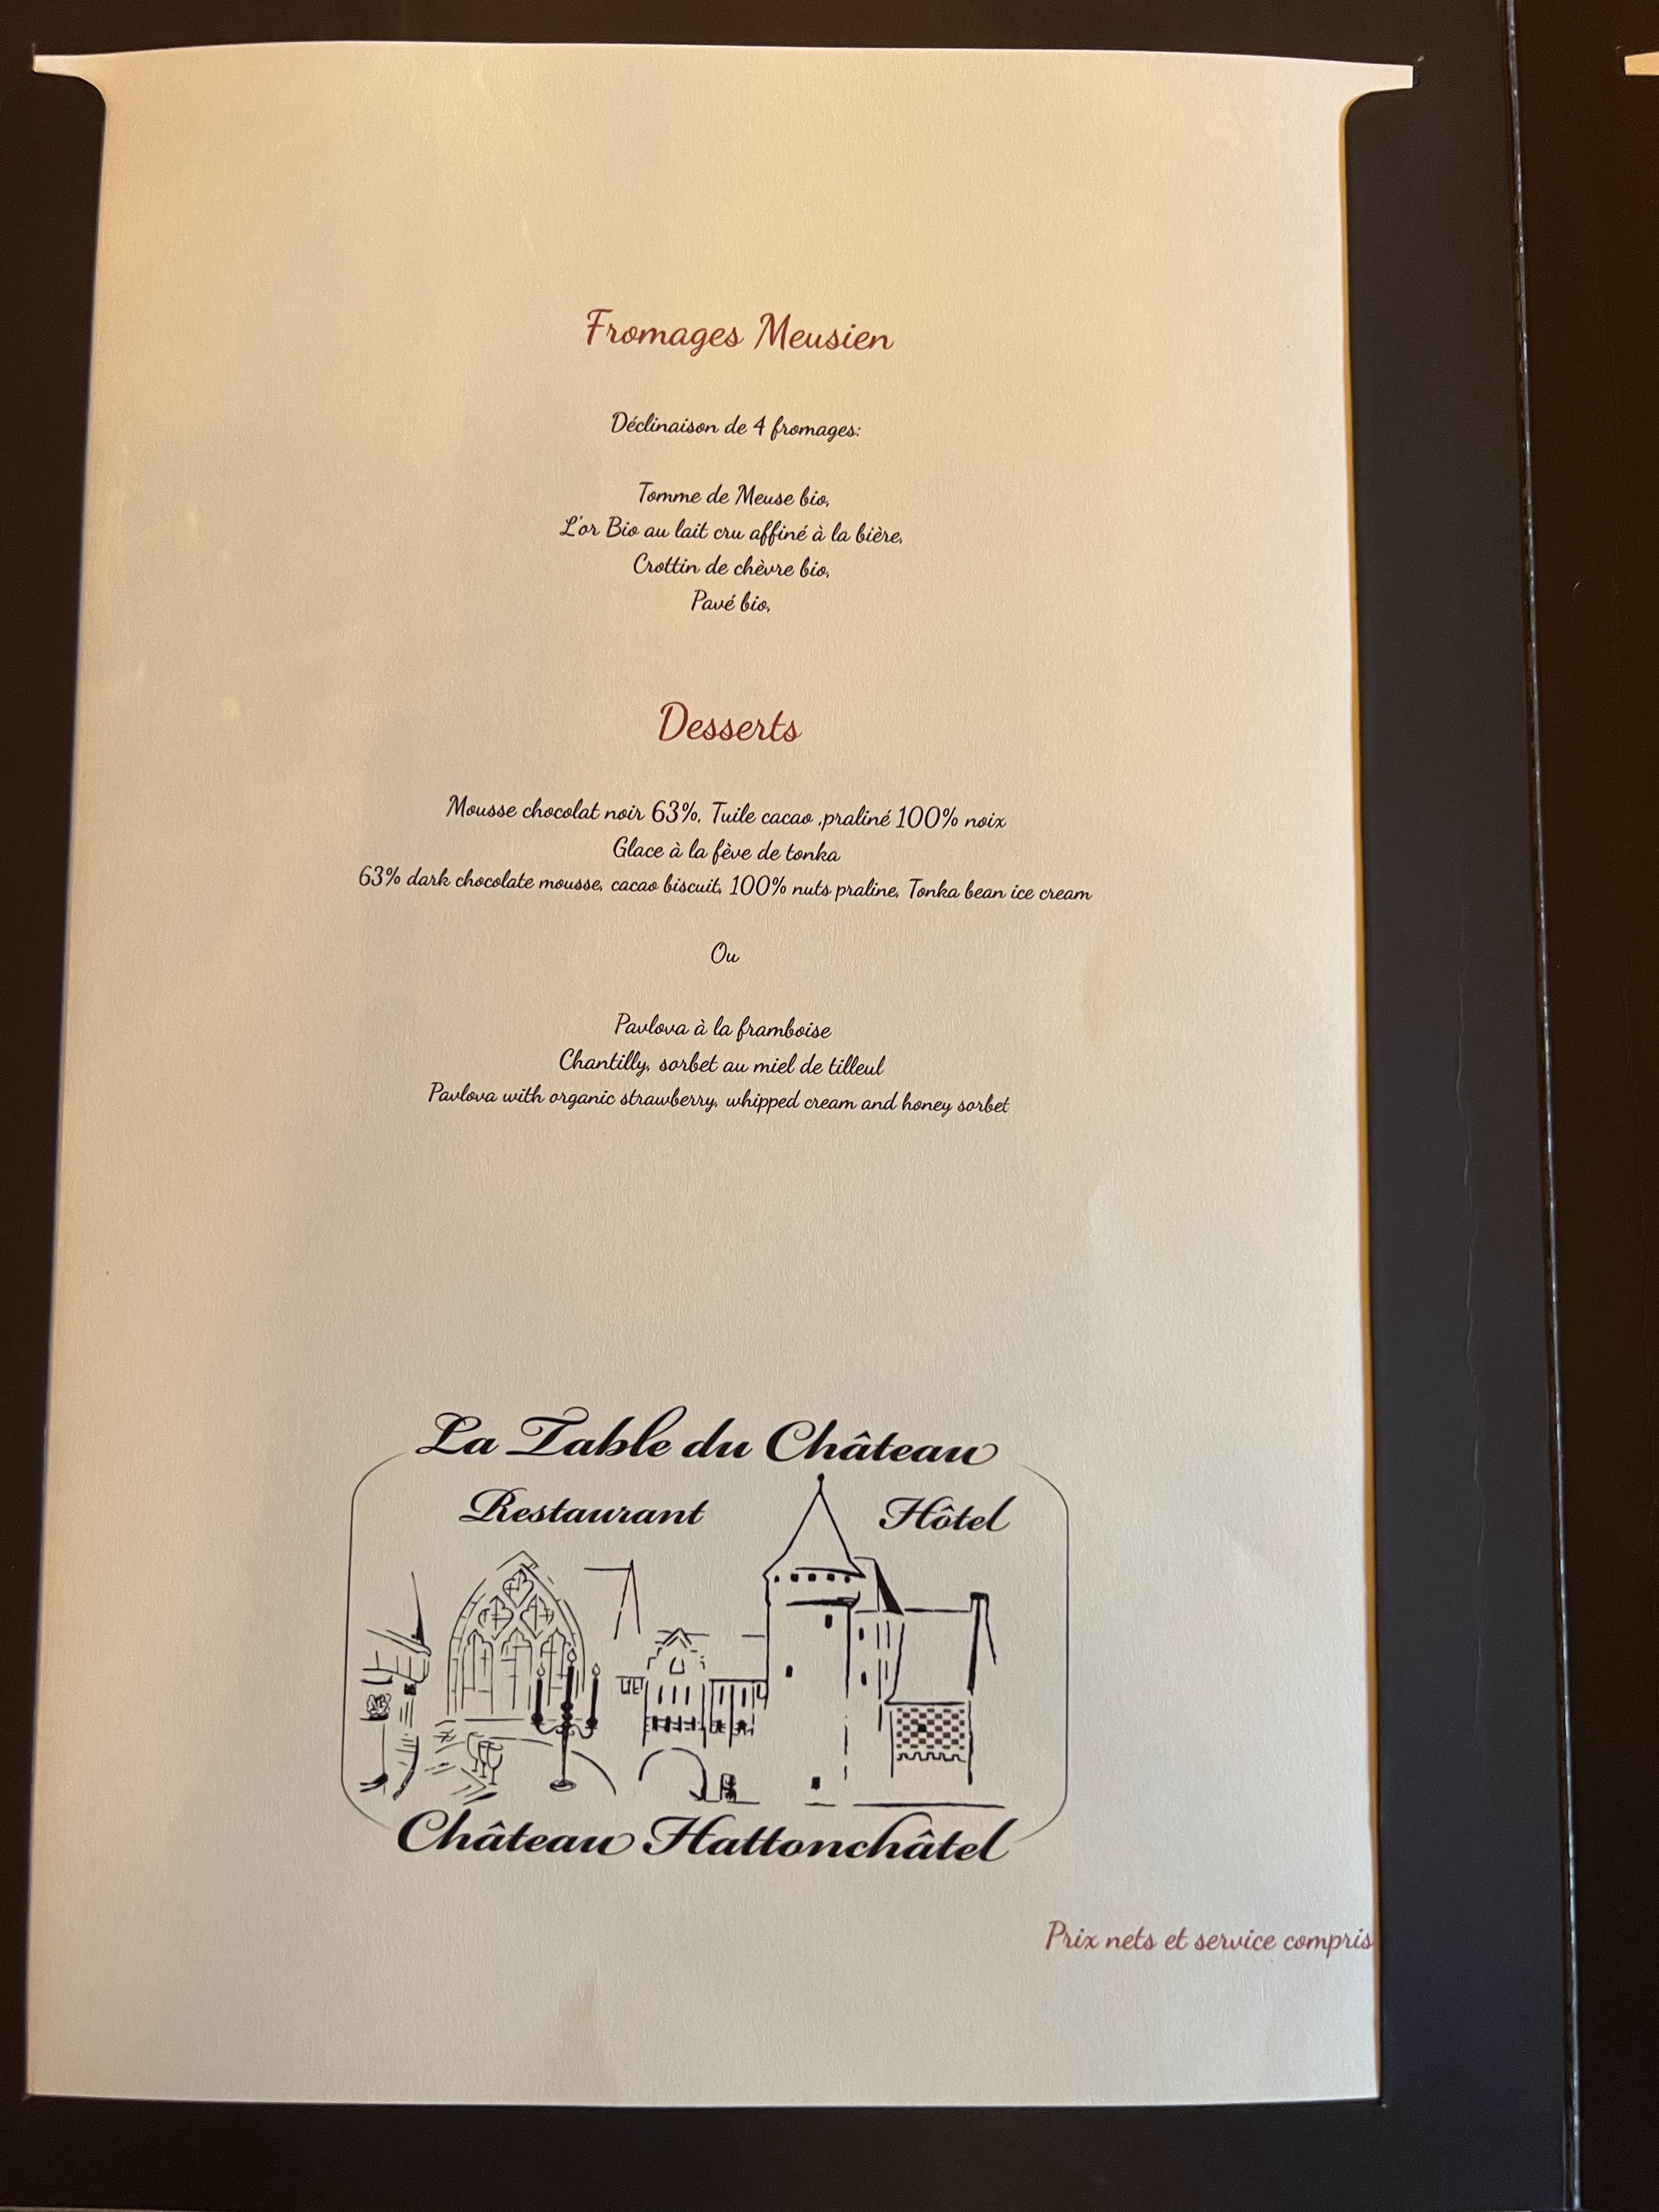 Fromages Meusien
Déclinaison de 4 fromages:
Tomme de Meuse bio,
L'or Bio au lait cru affiné à la bière,
Crottin de chèvre bio,
Pavé bio,
Desserts
Mousse chocolat noir 63%, Tuile cacao ,praliné 100% noix
Glace à la fève de tonka
63% dark chocolate mousse, cacao biscuit, 100% nuts praline, Tonka bean ice cream
Ou
Pavlova à la framboise
Chantilly, sorbet au miel de tilleul
Pavlova with organic strawberry, whipped cream and honey sorbet
La Table du Château
Restaurant Hôtel
Château Hattonchâtel
Prix nets et service compris